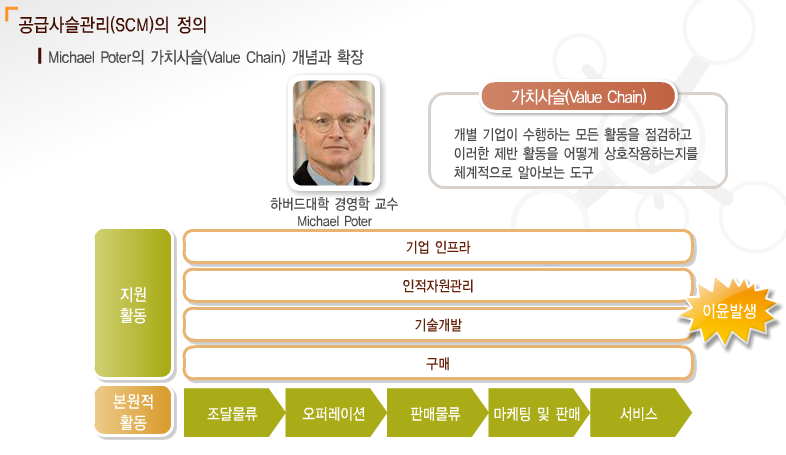 공급사슬관리(SCM)의 정의
Michael Poter의 가치사슬(Value Chain) 개념과 확장
가치사슬(Value Chain)
개별 기업이 수행하는 모든 활동을 점검하고
이러한 제반 활동을 어떻게 상호작용하는지를
체계적으로 알아보는 도구
하버드대학 경영학 교수
Michael Poter
지원
활동
기업 인프라
인적자원관리
기술개발
구매
이윤발생
본원적
활동
조달물류
오퍼레이션
판매물류
마케팅 및 판매
서비스